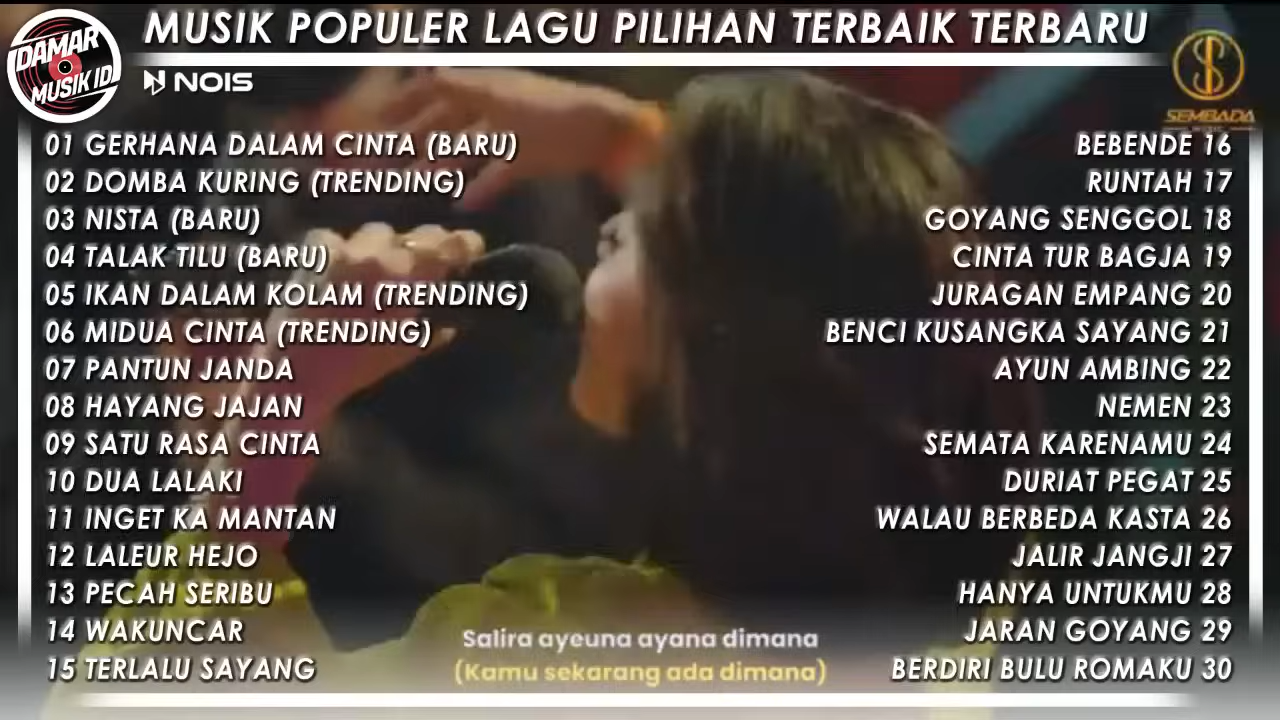 MUSIK POPULER LAGU PILIHAN TERBAIK TERBARU
DAMAR
MUSIK ID
NOIS
SEMBADA
01 GERHANA DALAM CINTA (BARU)
02 DOMBA KURING (TRENDING)
03 NISTA (BARU)
04 TALAK TILU (BARU)
05 IKAN DALAM KOLAM (TRENDING)
06 MIDUA CINTA (TRENDING)
07 PANTUN JANDA
08 HAYANG JAJAN
09 SATU RASA CINTA
10 DUA LALAKI
11 INGET KA MANTAN
12 LALEUR HEJO
13 PECAH SERIBU
14 WAKUNCAR
15 TERLALU SAYANG
BEBENDE 16
RUNTAH 17
GOYANG SENGGOL 18
CINTA TUR BAGJA 19
JURAGAN EMPANG 20
BENCI KUSANGKA SAYANG 21
AYUN AMBING 22
NEMEN 23
SEMATA KARENAMU 24
DURIAT PEGAT 25
WALAU BERBEDA KASTA 26
JALIR JANGJI 27
HANYA UNTUKMU 28
JARAN GOYANG 29
BERDIRI BULU ROMAKU 30
Salira ayeuna ayana dimana
(Kamu sekarang ada dimana)